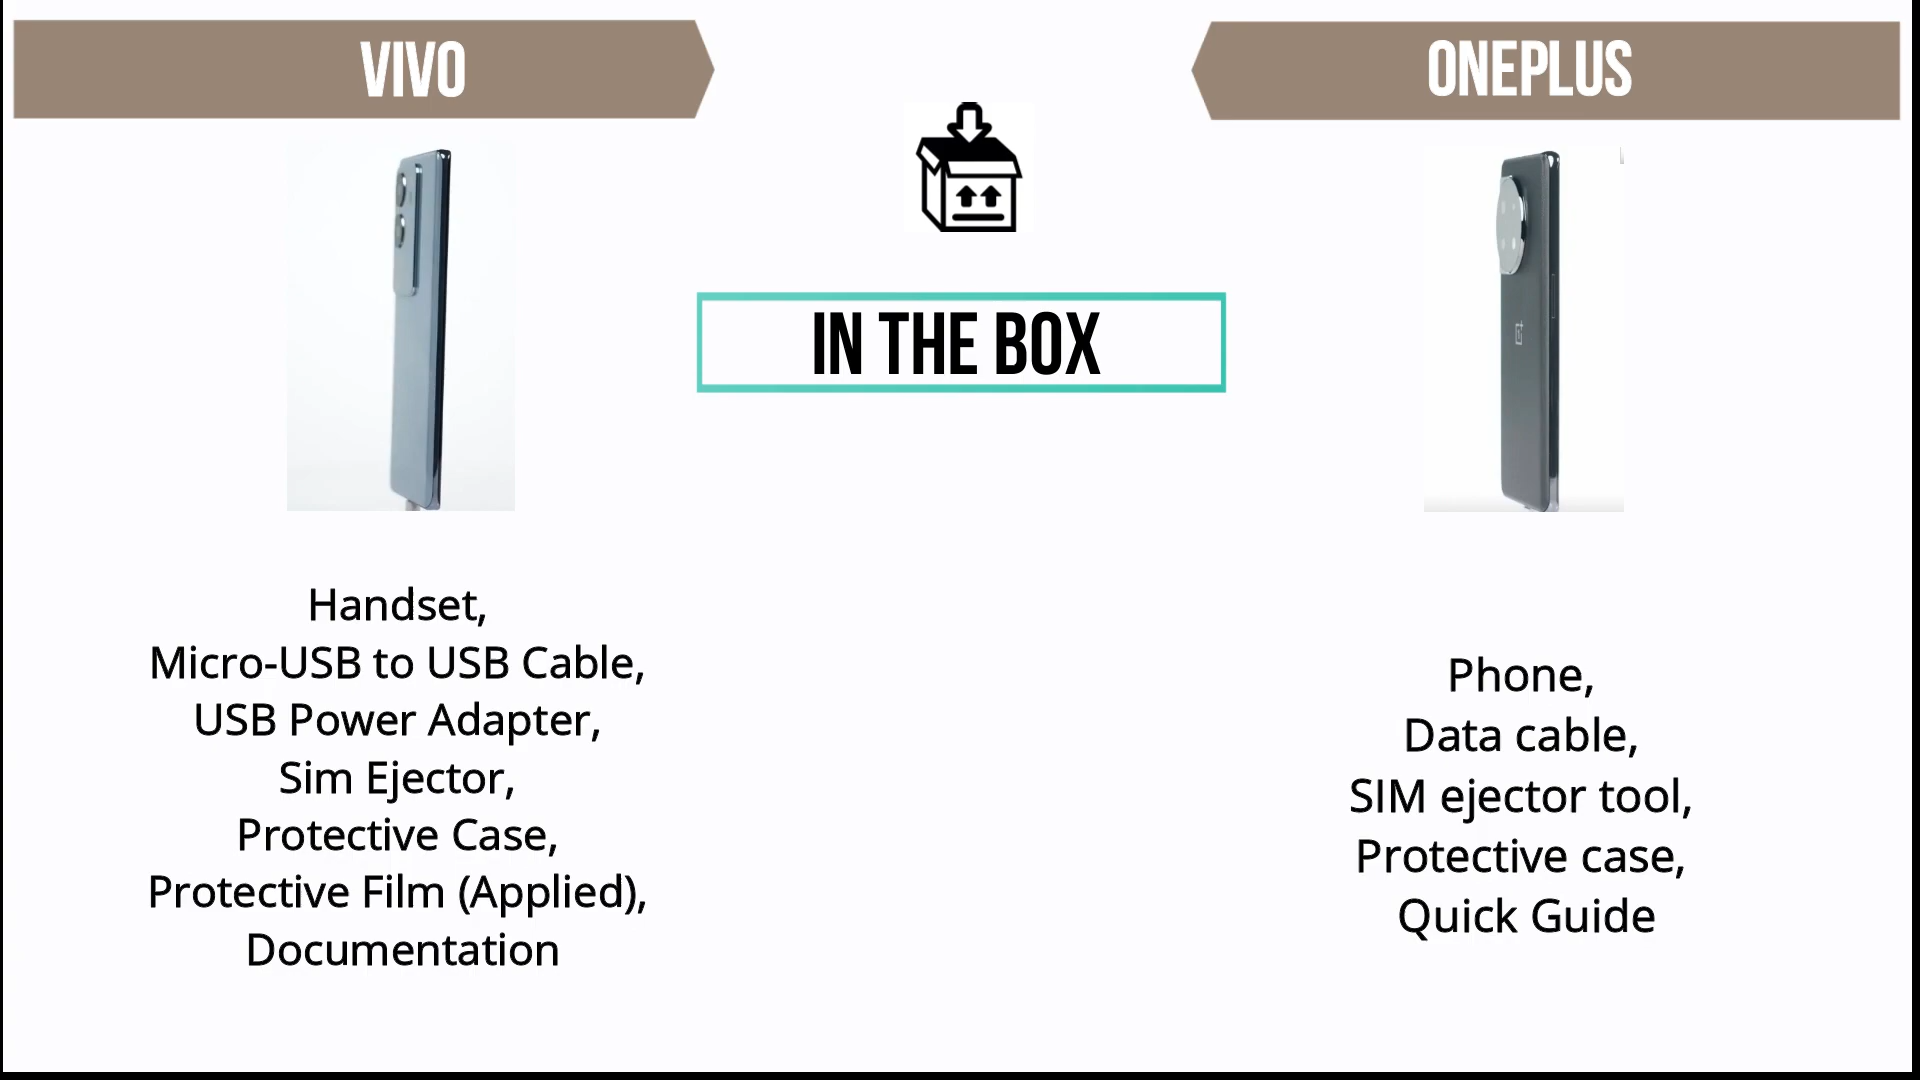 VIVO
ONEPLUS
IN THE BOX
Handset,
Micro-USB to USB Cable,
USB Power Adapter,
Sim Ejector,
Protective Case,
Protective Film (Applied),
Documentation
Phone,
Data cable,
SIM ejector tool,
Protective case,
Quick Guide